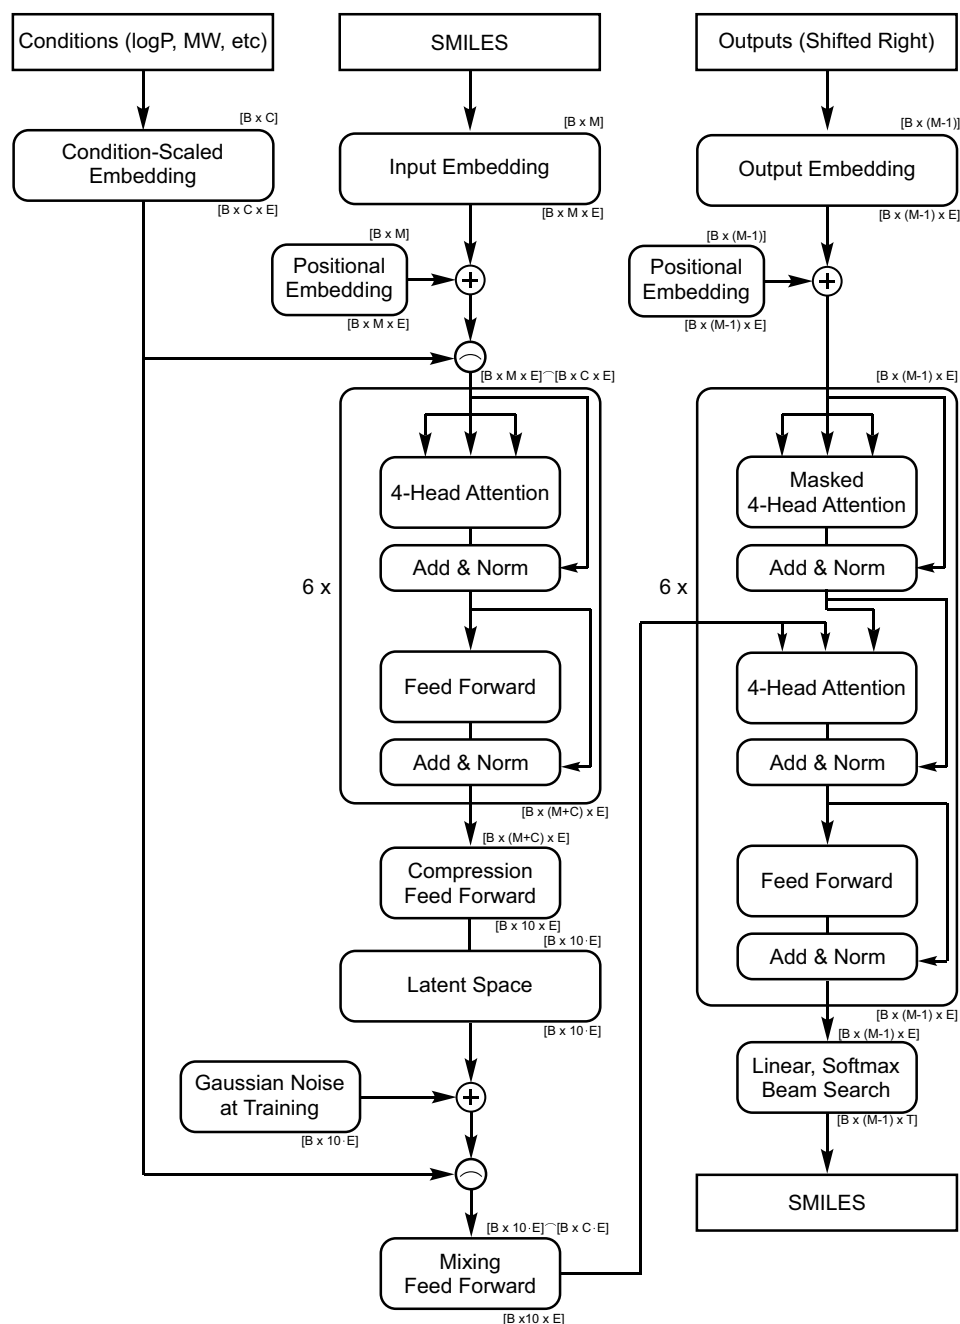 Conditions (logP, MW, etc)
[B x C]
Condition-Scaled
Embedding
[B x C x E]
SMILES
[B x M]
Input Embedding
[B x M x E]
[B x M]
Positional
Embedding
[B x M x E]
+
[B x M x E]⌒[B x C x E]
6 x
4-Head Attention
Add & Norm
Feed Forward
Add & Norm
[B x (M+C) x E]
[B x (M+C) x E]
Compression
Feed Forward
[B x 10 x E]
[B x 10·E]
Latent Space
[B x 10·E]
Gaussian Noise
at Training
[B x 10·E]
+
[B x 10·E]⌒[B x C·E]
Mixing
Feed Forward
[B x10 x E]
Outputs (Shifted Right)
[B x (M-1)]
Output Embedding
[B x (M-1) x E]
[B x (M-1)]
Positional
Embedding
[B x (M-1) x E]
+
[B x (M-1) x E]
6 x
Masked
4-Head Attention
Add & Norm
4-Head Attention
Add & Norm
Feed Forward
Add & Norm
[B x (M-1) x E]
[B x (M-1) x E]
Linear, Softmax
Beam Search
[B x (M-1) x T]
SMILES